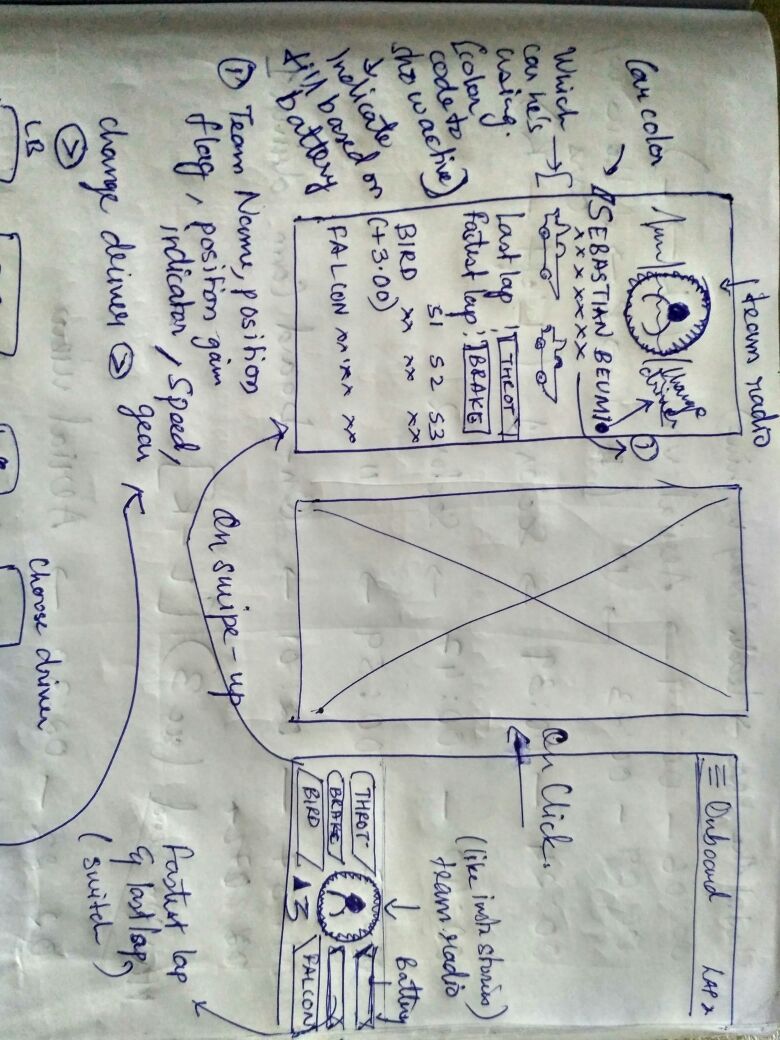 team radio
change
driver
Car color
1
SEBASTIAN BEUMI
x x x x x x x
Which
car he's
using.
[color
code to
show active]
Indicate
fill based on
battery
Last lap : THROT
Fastest lap : BRAKE
S1 S2 S3
BIRD xx xx xx
(+3.00)
FALCON xx xx xx
Onboard LAP x
On Click.
(like insta stories)
team radio
Battery
THROT
BRAKE
BIRD
3
FALCON
On swipe-up
Fastest lap
& last lap
(switch)
1 Team Name, position
flag, position gain
indicator, Speed,
gear
change driver >
>
LB
Choose driver